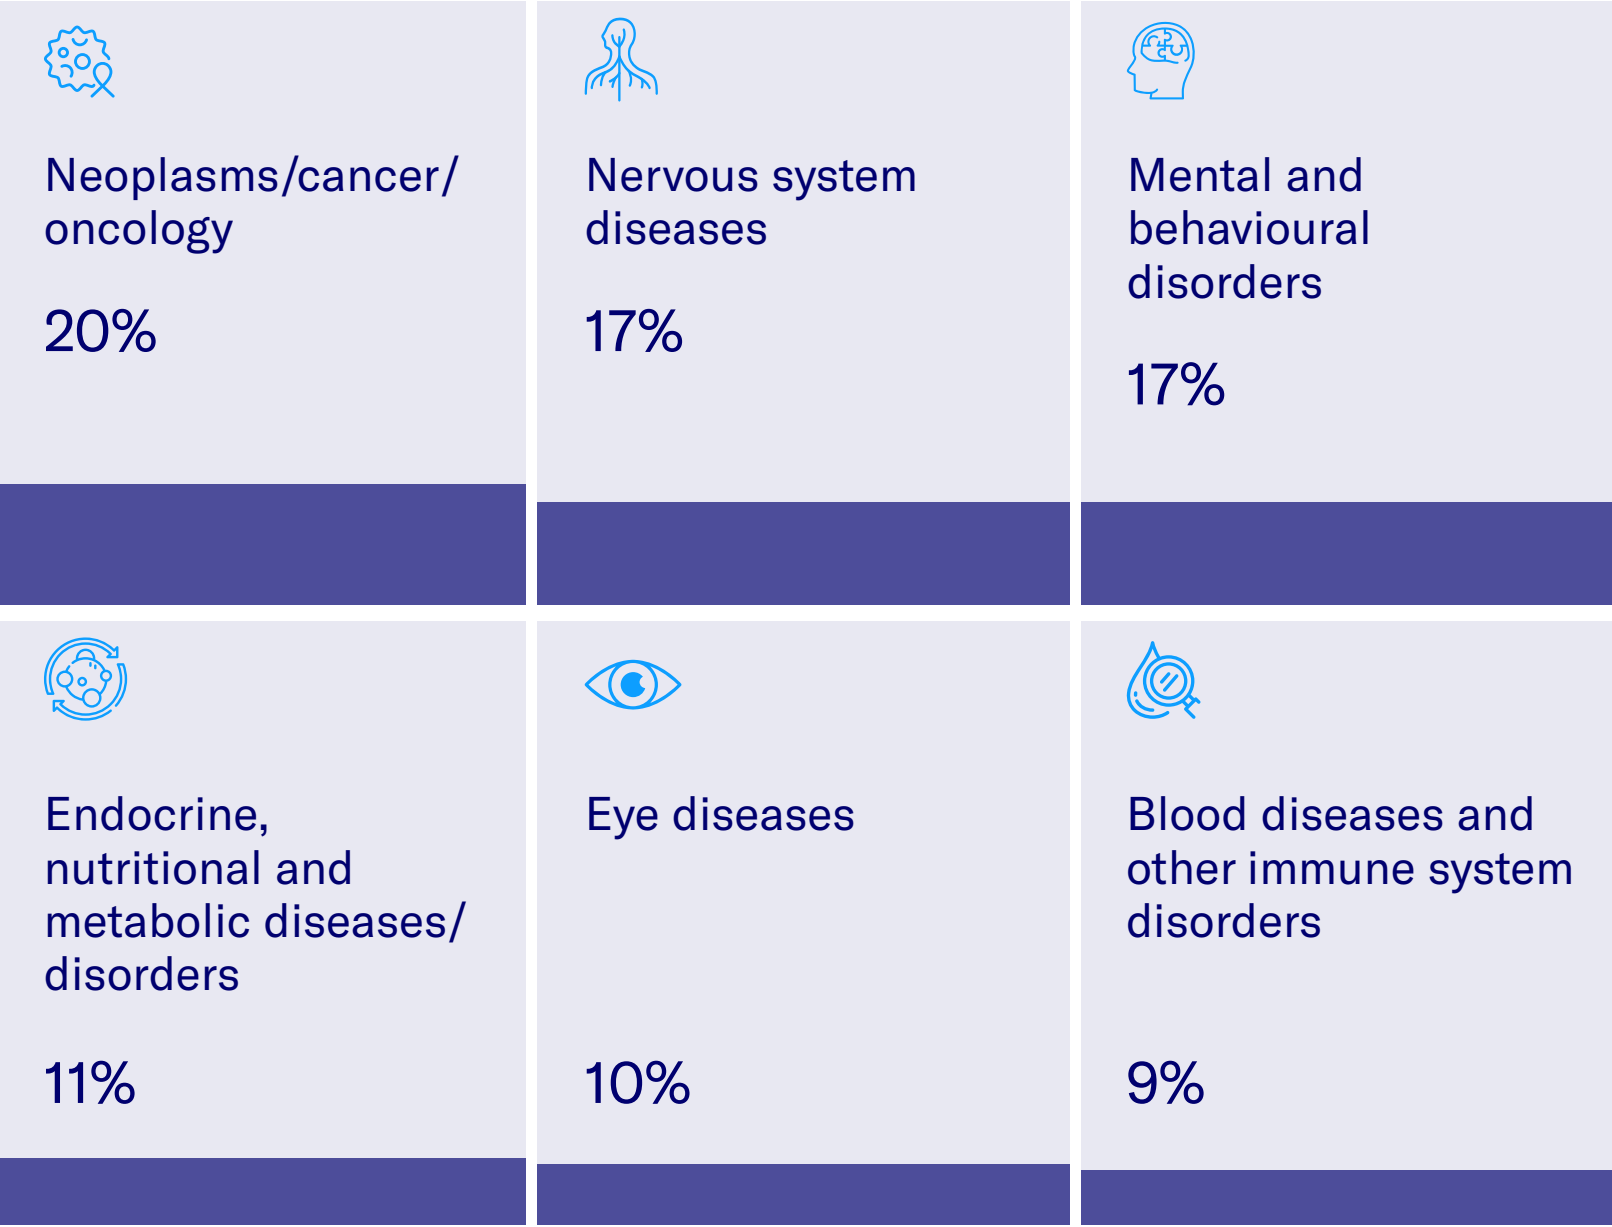 Neoplasms/cancer/
oncology
20%
Nervous system
diseases
17%
Mental and
behavioural
disorders
17%
Endocrine,
nutritional and
metabolic diseases/
disorders
11%
Eye diseases
10%
Blood diseases and
other immune system
disorders
9%